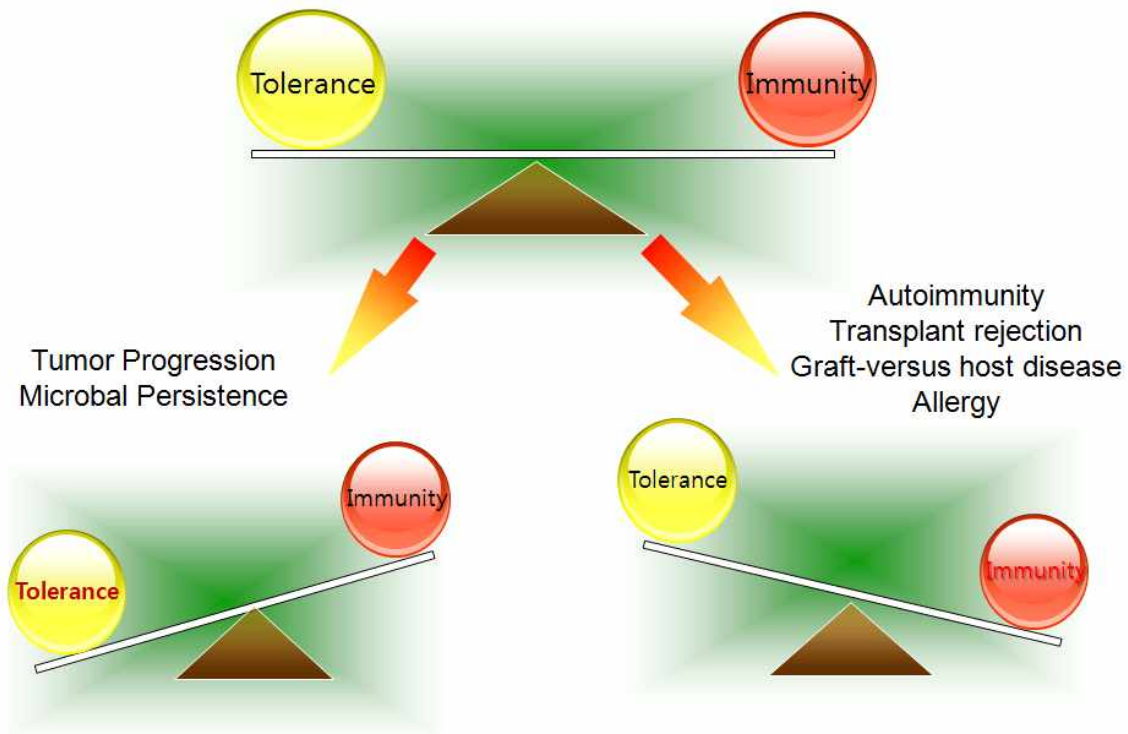 Tolerance
Immunity
Tumor Progression
Microbal Persistence
Autoimmunity
Transplant rejection
Graft-versus host disease
Allergy
Tolerance
Immunity
Tolerance
Immunity